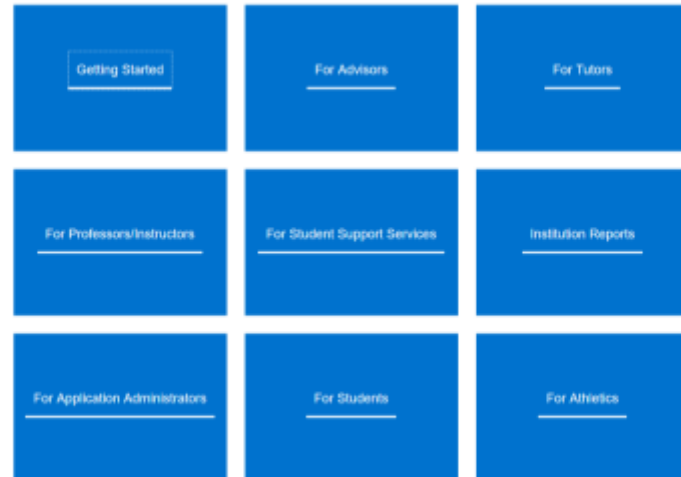 Getting Started
For Advisors
For Tutors
For Professors/Instructors
For Student Support Services
Institution Reports
For Application Administrators
For Students
For Athletics